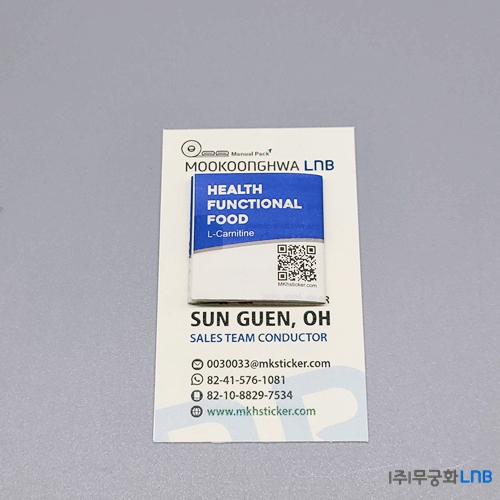 Manual Pack
MOOKOONGHWA LNB
HEALTH
FUNCTIONAL
FOOD
L-Carnitine
MKhsticker.com
SUN GUEN, OH
SALES TEAM CONDUCTOR
0030033@mksticker.com
82-41-576-1081
82-10-8829-7534
www.mkhsticker.com
(주)무궁화LNB